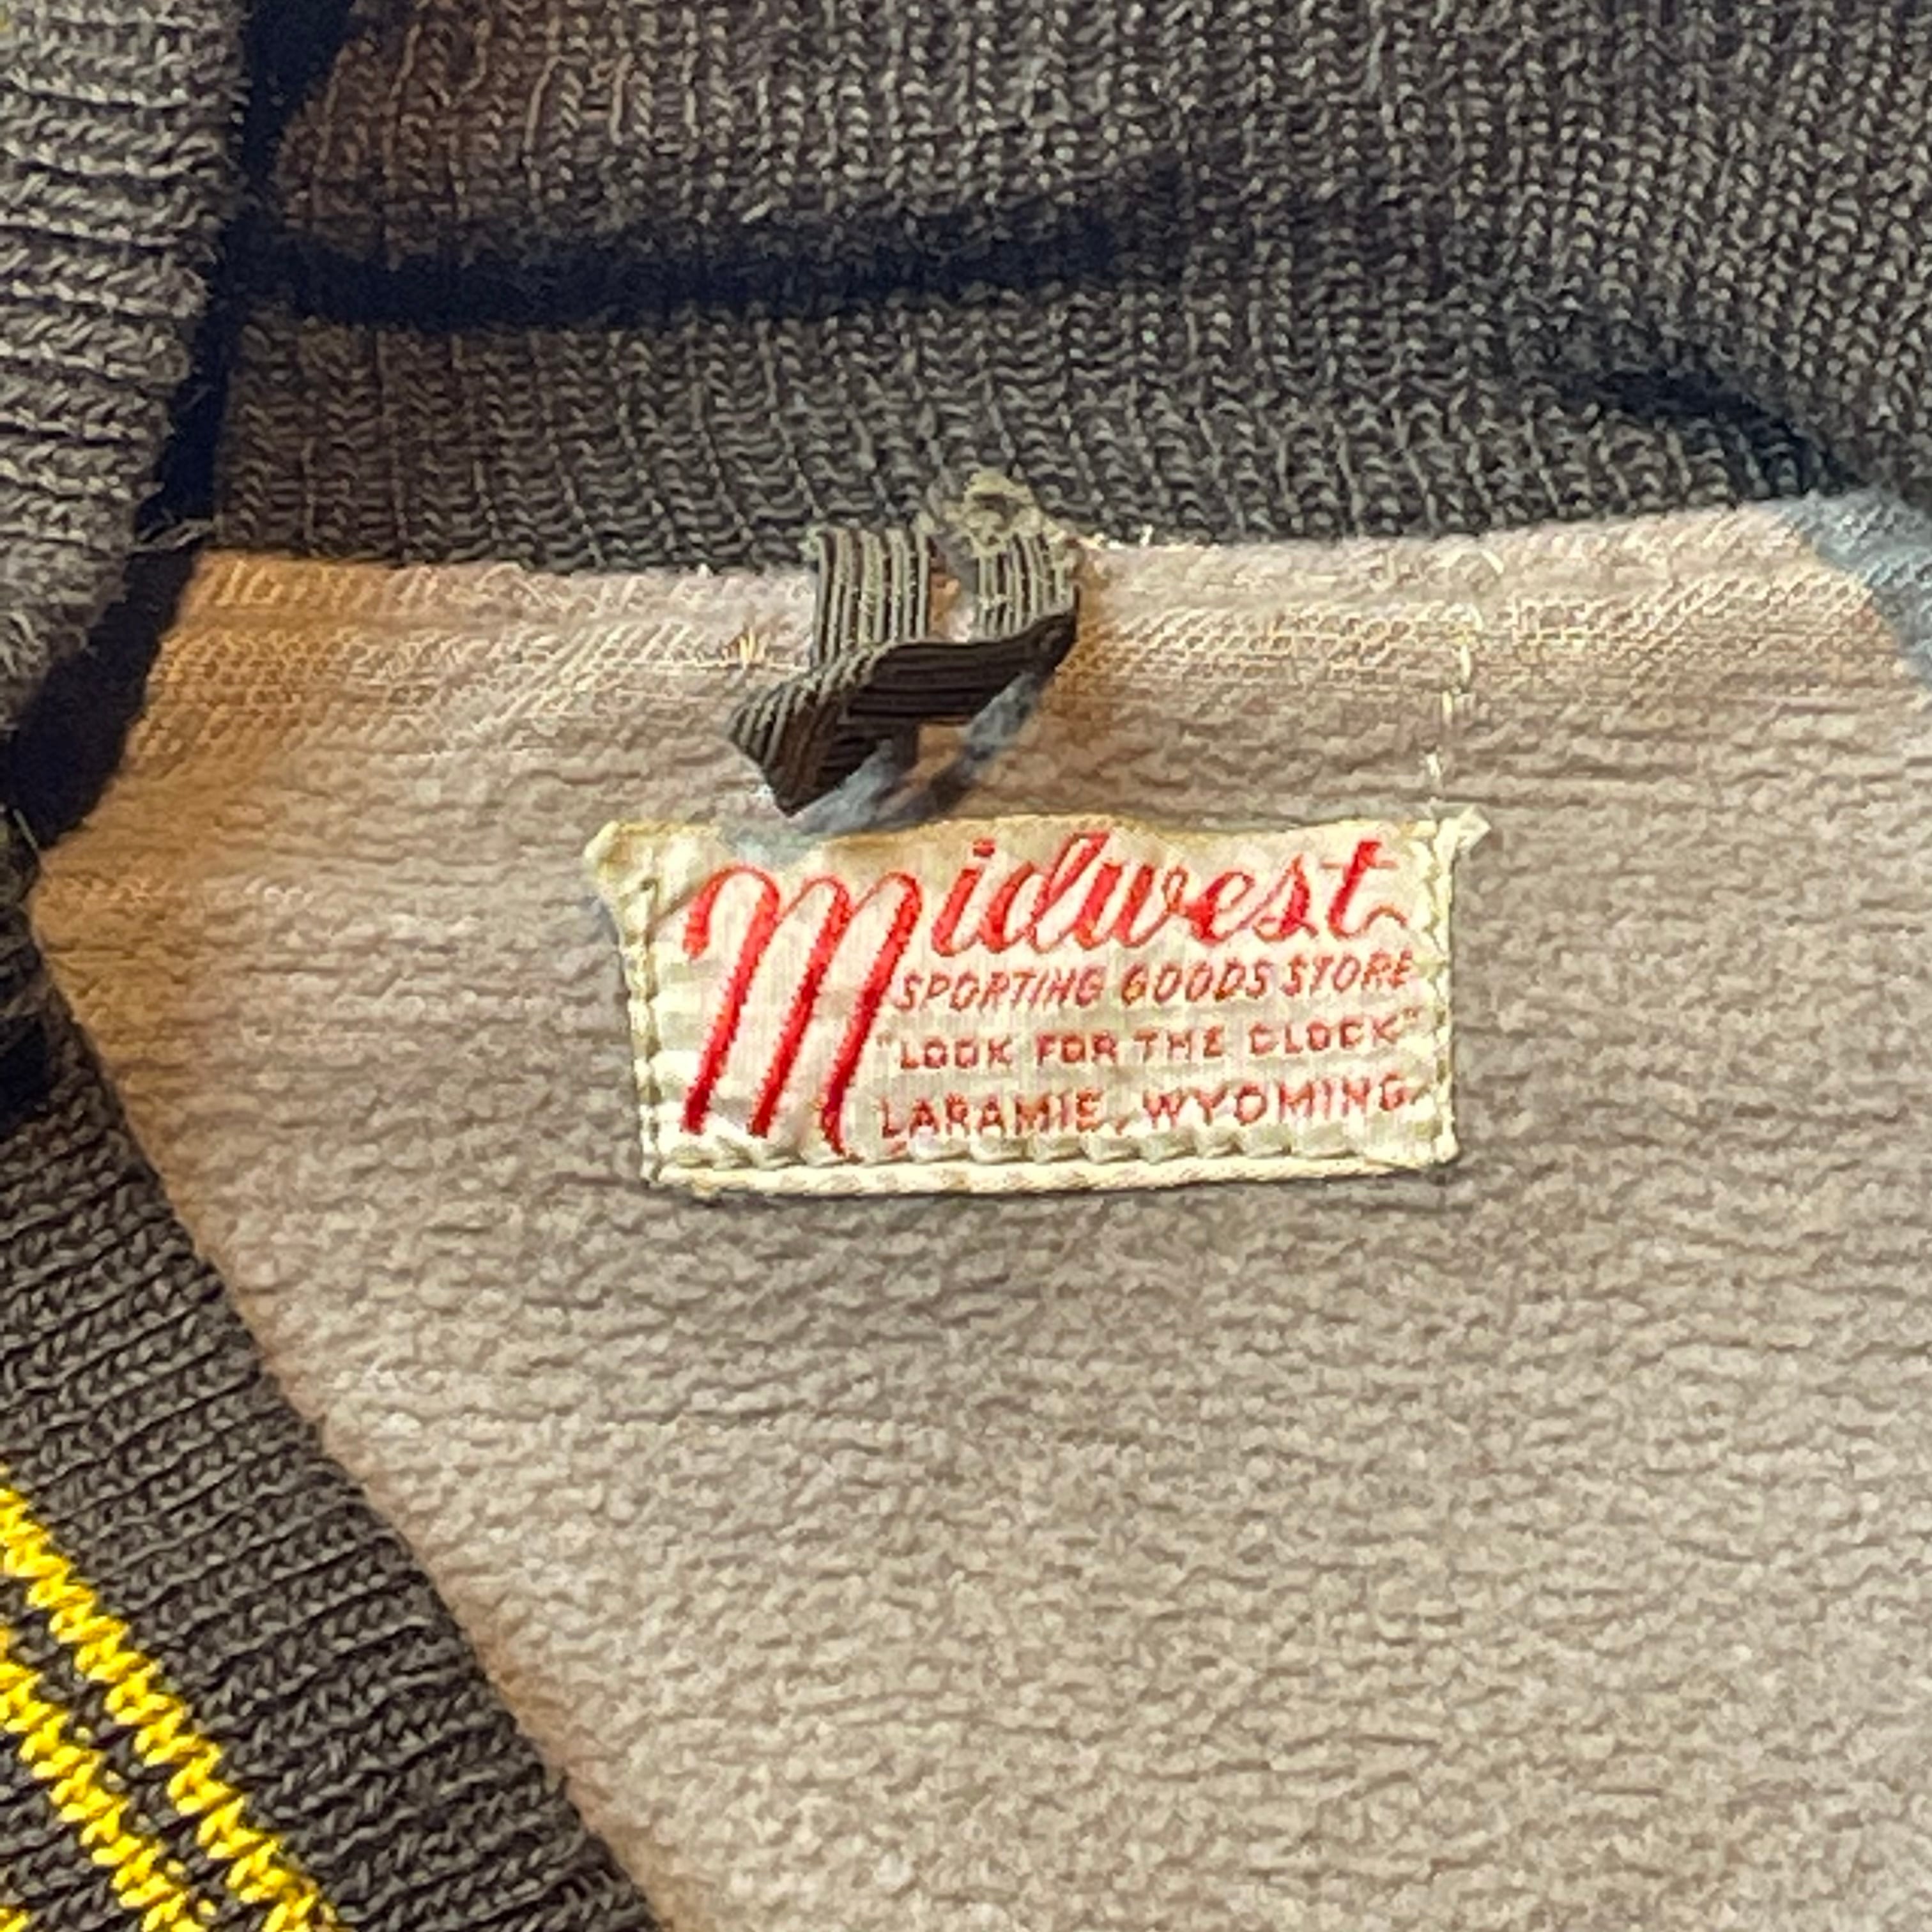 Midwest
SPORTING GOODS STORE
"LOOK FOR THE CLOCK"
LARAMIE, WYOMING